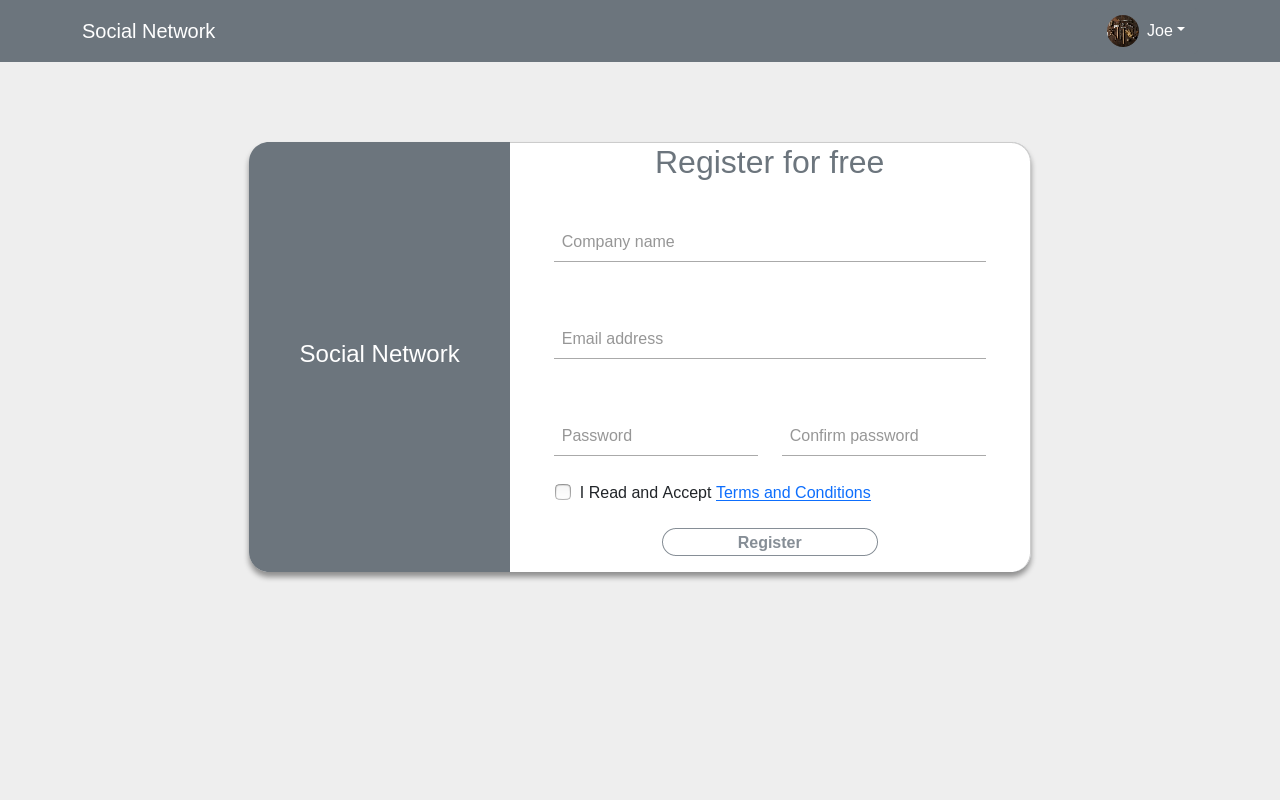 Social Network
Joe
Register for free
Company name
Email address
Social Network
Password
Confirm password
I Read and Accept Terms and Conditions
Register